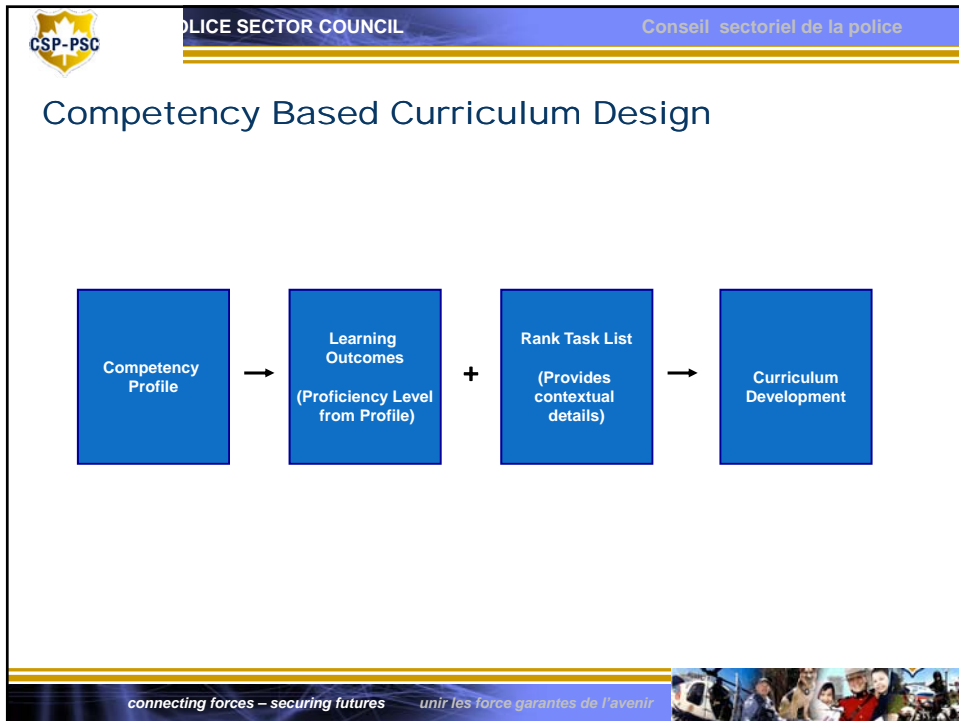 CSP-PSC
OLICE SECTOR COUNCIL
Conseil sectoriel de la police
Competency Based Curriculum Design
Competency
Profile
Learning
Outcomes
(Proficiency Level
from Profile)
+
Rank Task List
(Provides
contextual
details)
Curriculum
Development
connecting forces – securing futures
unir les force garantes de l'avenir